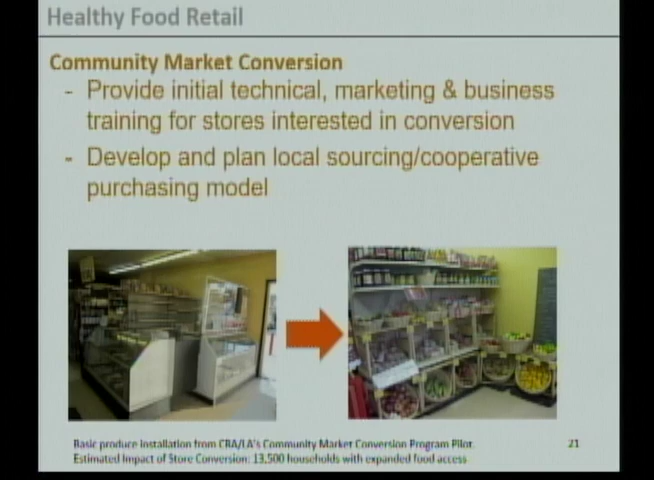 Healthy Food Retail
Community Market Conversion
- Provide initial technical, marketing & business
training for stores interested in conversion
- Develop and plan local sourcing/cooperative
purchasing model
Basic produce installation from CRA/LA's Community Market Conversion Program Pilot.
Estimated Impact of Store Conversion: 13,500 households with expanded food access
21